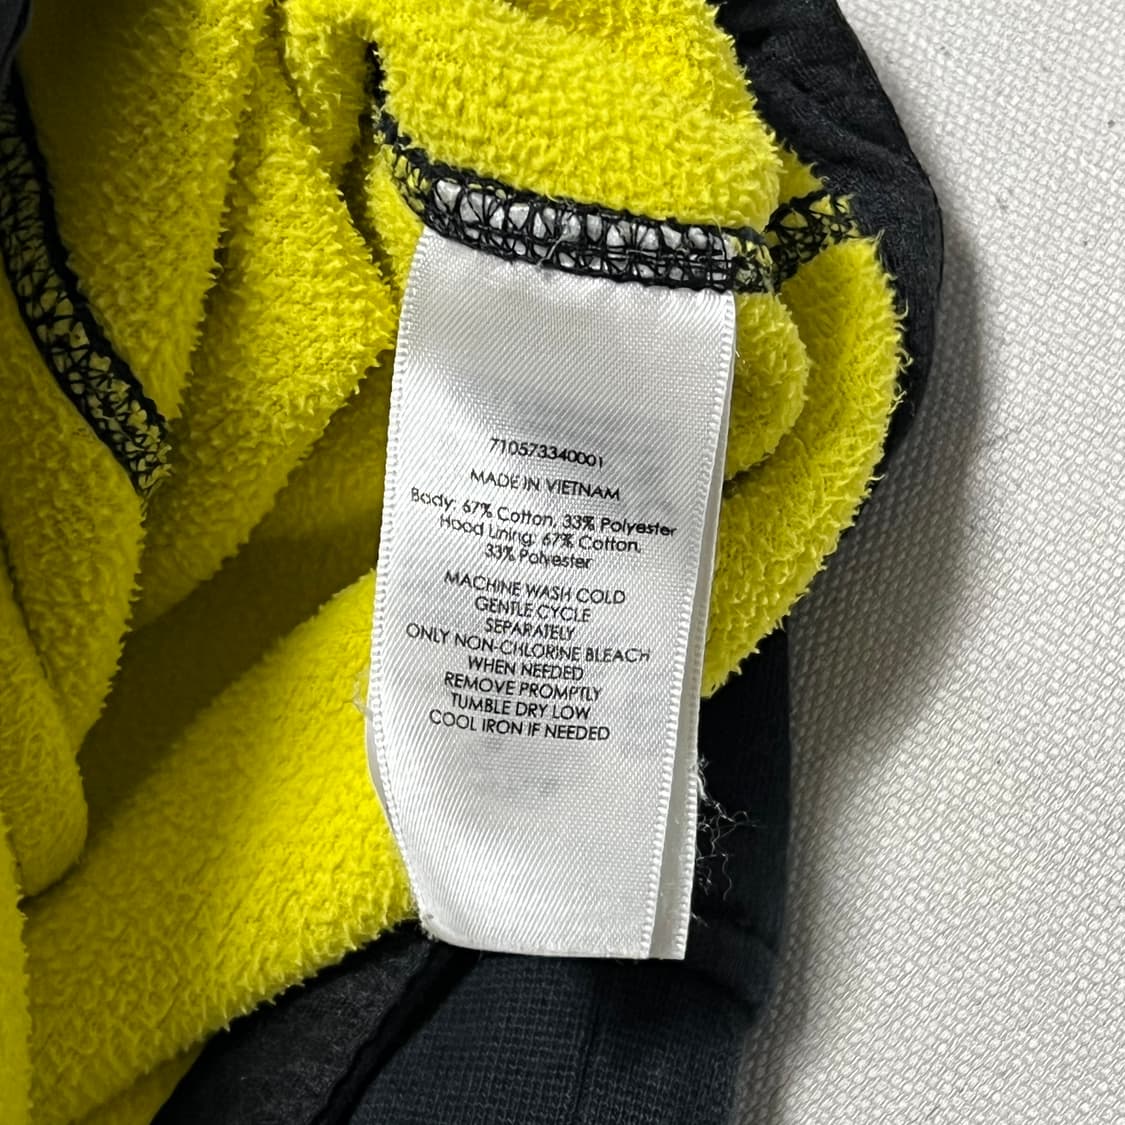 710573340001
MADE IN VIETNAM
Body: 67% Cotton, 33% Polyester
Hood Lining: 67% Cotton,
33% Polyester
MACHINE WASH COLD
GENTLE CYCLE
SEPARATELY
ONLY NON-CHLORINE BLEACH
WHEN NEEDED
REMOVE PROMPTLY
TUMBLE DRY LOW
COOL IRON IF NEEDED